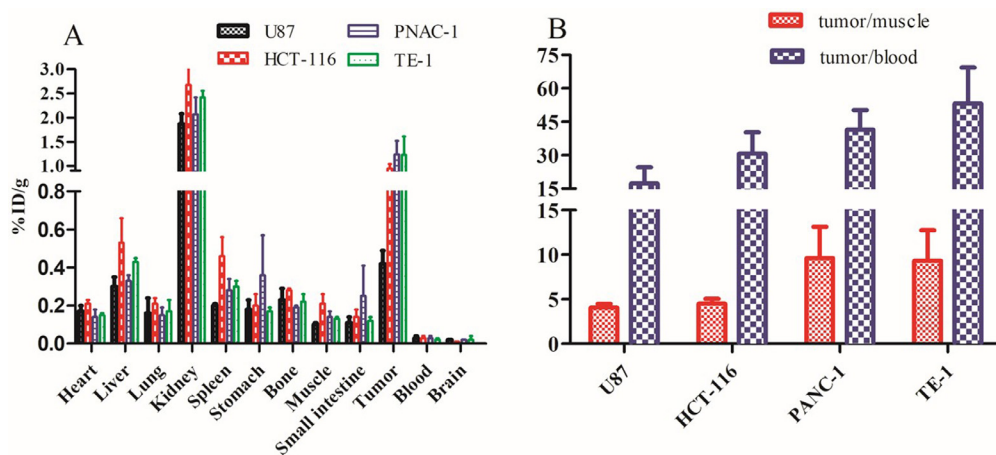 A
U87
PNAC-1
HCT-116
TE-1
%ID/g
3.0
2.5
2.0
1.5
1.0
0.8
0.6
0.4
0.2
0.0
Heart
Liver
Lung
Kidney
Spleen
Stomach
Bone
Muscle
Small intestine
Tumor
Blood
Brain
B
tumor/muscle
tumor/blood
75
60
45
30
15
15
10
5
0
U87
HCT-116
PANC-1
TE-1